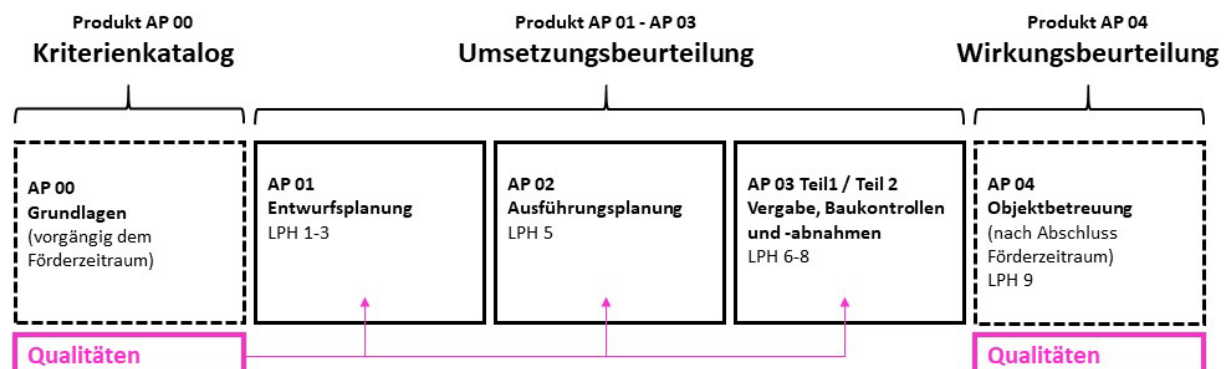 Produkt AP 00
Kriterienkatalog
Produkt AP 01 - AP 03
Umsetzungsbeurteilung
Produkt AP 04
Wirkungsbeurteilung
AP 00
Grundlagen
(vorgängig dem
Förderzeitraum)
AP 01
Entwurfsplanung
LPH 1-3
AP 02
Ausführungsplanung
LPH 5
AP 03 Teil1 / Teil 2
Vergabe, Baukontrollen
und -abnahmen
LPH 6-8
AP 04
Objektbetreuung
(nach Abschluss
Förderzeitraum)
LPH 9
Qualitäten
Qualitäten